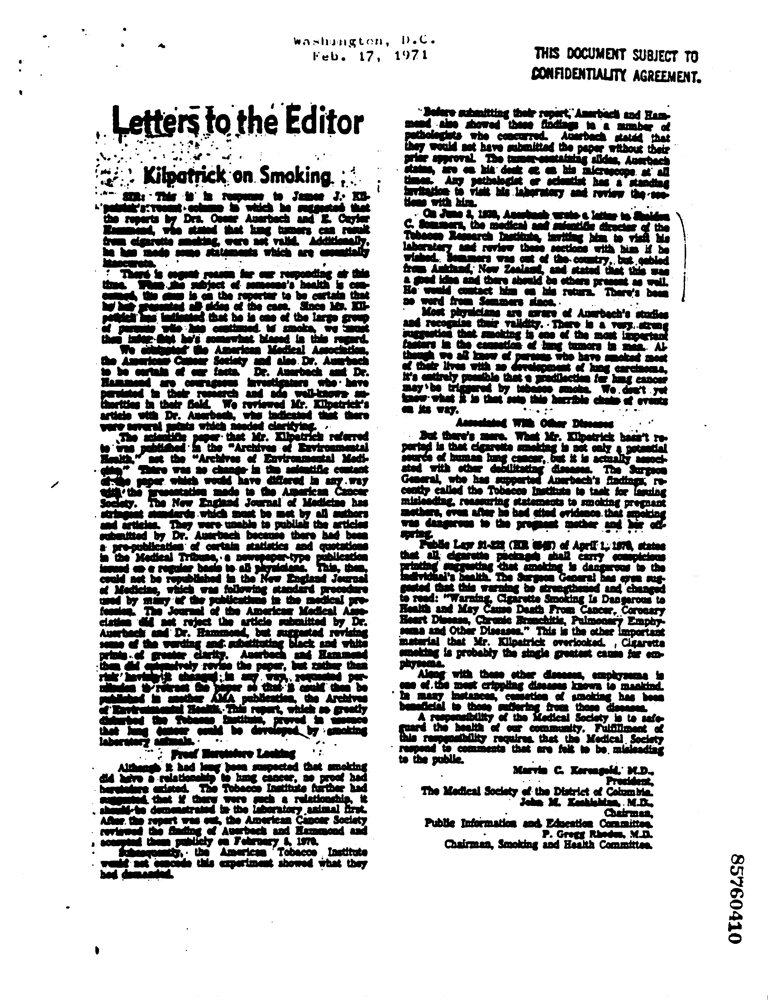 Washington, D.C.
Feb. 17, 1971
THIS DOCUMENT SUBJECT TO
CONFIDENTIALITY AGREEMENT.
Letters to the Editor
Kilpatrick on Smoking
SIR: This is in response to James J. Kil-
patrick's recent column in which he suggested that
the reports by Drs. Oscar Auerbach and E. Cuyler
Hammond, who stated that lung tumors can result
from cigarette smoking, were not valid. Additionally,
he has made some statements which are essentially
inaccurate.
There is cogent reason for our responding at this
time. When the subject of someone's health is con-
cerned, the onus is on the reporter to be certain that
he has presented all sides of the case. Since Mr. Kil-
patrick has indicated that he is one of the large group
of persons who has continued to smoke, we must
then infer that he's somewhat biased in this regard.
We contacted the American Medical Association,
the American Cancer Society and also Dr. Auerbach
to be certain of our facts. Dr. Auerbach and Dr.
Hammond are courageous investigators who have
persisted in their research and are well-known au-
thorities in their field. We reviewed Mr. Kilpatrick's
article with Dr. Auerbach, who indicated that there
were several points which needed clarifying.
The scientific paper that Mr. Kilpatrick referred
to was published in the "Archives of Environmental
Health," not the "Archives of Environmental Medi-
cine." There was no change in the scientific content
of the paper which would have differed in any way
with the presentation made to the American Cancer
Society. The New England Journal of Medicine has
stringent standards which must be met by all authors
and articles. They were unable to publish the articles
submitted by Dr. Auerbach because there had been
a pre-publication of certain statistics and quotations
in the Medical Tribune, a newspaper-type publication
issued on a regular basis to all physicians. This, then,
could not be republished in the New England Journal
of Medicine, which was following standard procedure
used by many of the publications in the medical pro-
fession. The Journal of the American Medical Asso-
ciation did not reject the article submitted by Dr.
Auerbach and Dr. Hammond, but suggested revising
some of the wording and substituting black and white
prints of greater clarity. Auerbach and Hammond
then did extensively revise the paper, but rather than
risk having it changed in any way, requested per-
mission to retract the paper so that it could then be
published in another AMA publication, the Archives
of Environmental Health. This report, which so greatly
disturbed the Tobacco Institute, proved in essence
that lung cancer could be developed by smoking
laboratory animals.
Proof Heretofore Lacking
Although it had long been suspected that smoking
did have a relationship to lung cancer, no proof had
heretofore existed. The Tobacco Institute further had
suggested that if there were such a relationship, it
should be demonstrated in the laboratory animal first.
After the report was out, the American Cancer Society
reviewed the finding of Auerbach and Hammond and
accepted them publicly on February 5, 1970.
Subsequently, the American Tobacco Institute
would not concede this experiment showed what they
had demanded.
Before submitting their report, Auerbach and Ham-
mond also showed these findings to a number of
pathologists who concurred. Auerbach stated that
they would not have submitted the paper without their
prior approval. The tumor-containing slides, Auerbach
states, are on his desk or on his microscope at all
times. Any pathologist or scientist has a standing
invitation to visit his laboratory and review the sec-
tions with him.
On June 2, 1970, Auerbach wrote a letter to Sheldon
C. Sommers, the medical and scientific director of the
Tobacco Research Institute, inviting him to visit his
laboratory and review these sections with him if he
wished. Sommers was out of the country, but cabled
from Aukland, New Zealand, and stated that this was
a good idea and there should be others present as well.
He would contact him on his return. There's been
no word from Sommers since.
Most physicians are aware of Auerbach's studies
and recognize their validity. There is a very strong
suggestion that smoking is one of the most important
factors in the causation of lung tumors in man. Al-
though we all know of persons who have smoked most
of their lives with no development of lung carcinoma,
it's entirely possible that a predilection for lung cancer
may be triggered by tobacco smoke. We don't yet
know what it is that sets this horrible chain of events
on its way.
Associated With Other Diseases
But there's more. What Mr. Kilpatrick hasn't re-
ported is that cigarette smoking is not only a potential
source of human lung cancer, but it is actually associ-
ated with other debilitating diseases. The Surgeon
General, who has supported Auerbach's findings, re-
cently called the Tobacco Institute to task for issuing
misleading, reassuring statements to smoking pregnant
mothers, even after he had cited evidence that smoking
was dangerous to the pregnant mother and her off-
spring.
Public Law 91-222 (HR 6543) of April 1, 1970, states
that all cigarette packages shall carry conspicious
printing suggesting that smoking is dangerous to the
individual's health. The Surgeon General has even sug-
gested that this warning be strengthened and changed
to read: "Warning, Cigarette Smoking Is Dangerous to
Health and May Cause Death From Cancer, Coronary
Heart Disease, Chronic Bronchitis, Pulmonary Emphy-
sema and Other Diseases." This is the other important
material that Mr. Kilpatrick overlooked. Cigarette
smoking is probably the single greatest cause for em-
physema.
Along with these other diseases, emphysema is
one of the most crippling diseases known to mankind.
In many instances, cessation of smoking has been
beneficial to those suffering from these diseases.
A responsibility of the Medical Society is to safe-
guard the health of our community. Fulfillment of
this responsibility requires that the Medical Society
respond to comments that are felt to be misleading
to the public.
Marvin C. Korengold, M.D.,
President,
The Medical Society of the District of Columbia.
John M. Keshishian, M.D.,
Chairman,
Public Information and Education Committee.
P. Gregg Rhodes, M.D.
Chairman, Smoking and Health Committee.
85760410